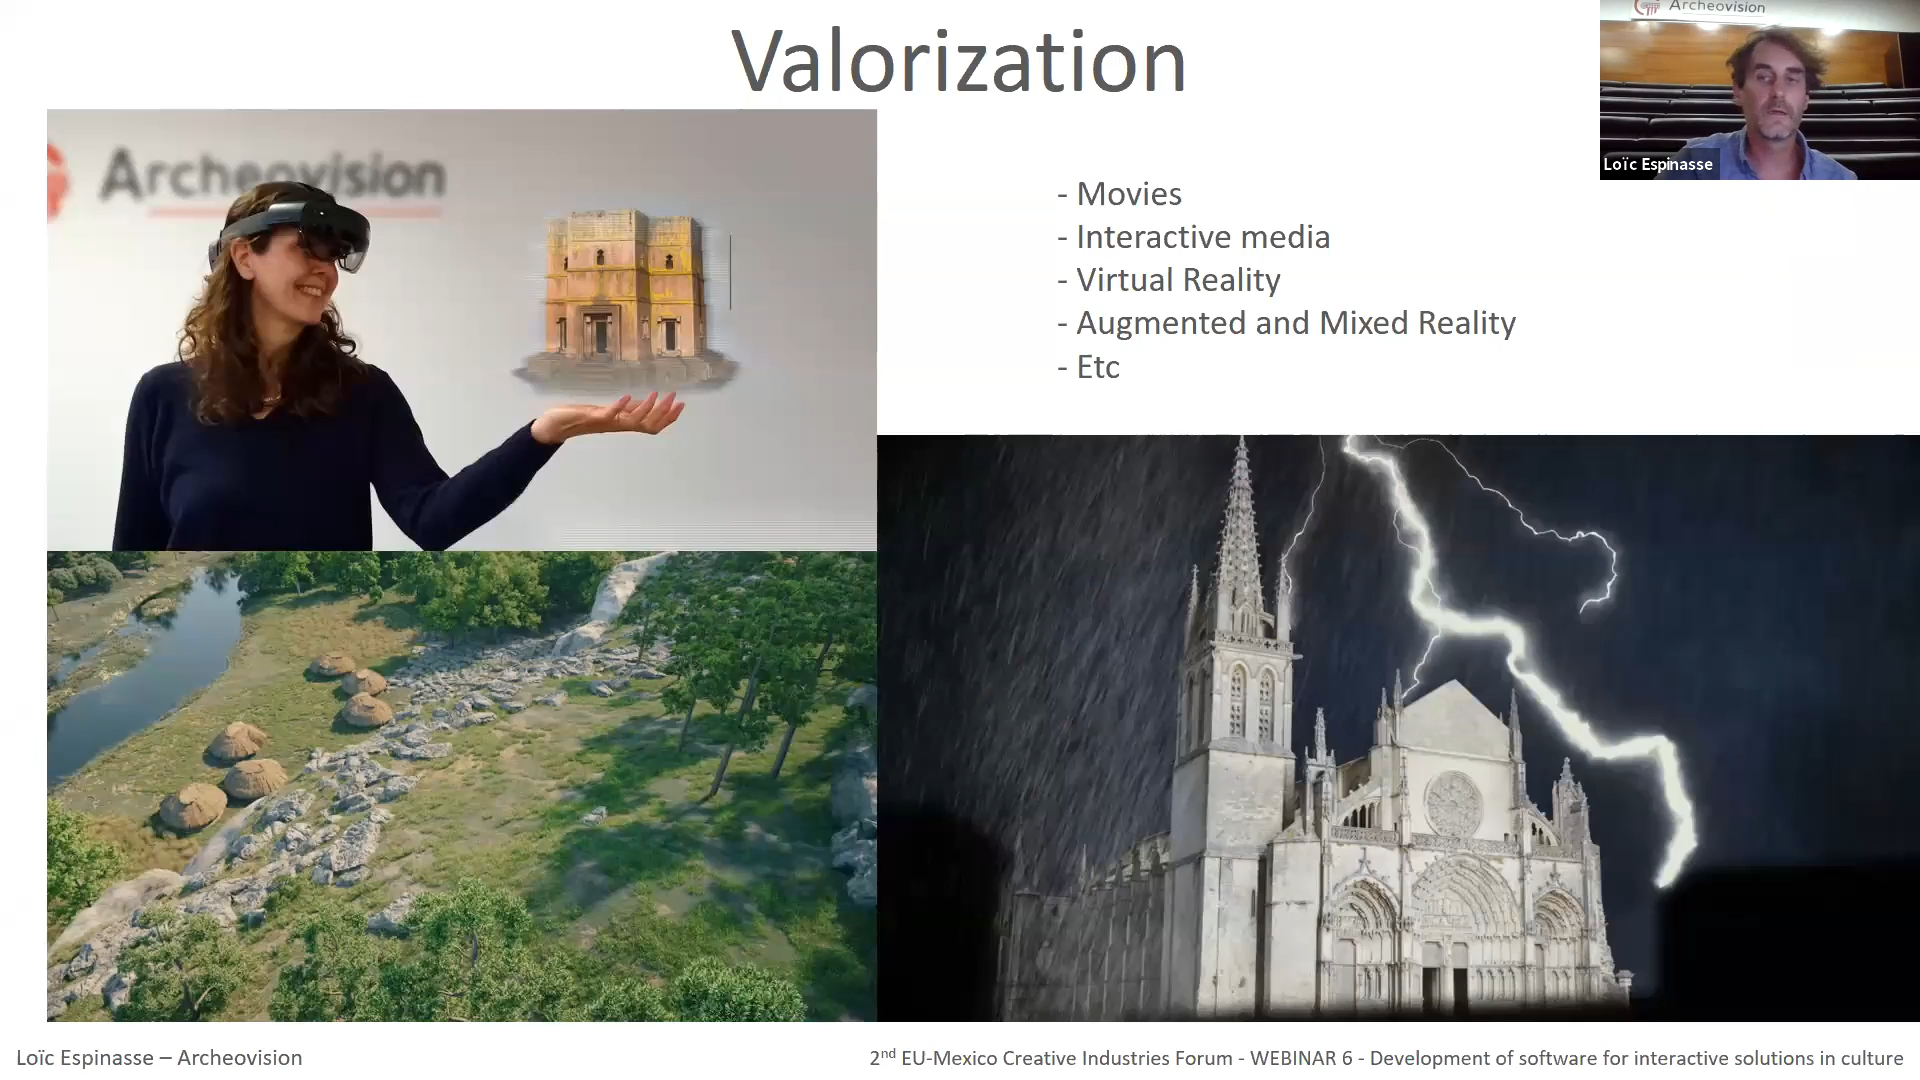 Valorization
Archeovision
Loïc Espinasse
Archeovision
- Movies
- Interactive media
- Virtual Reality
- Augmented and Mixed Reality
- Etc
Loïc Espinasse – Archeovision
2nd EU-Mexico Creative Industries Forum - WEBINAR 6 - Development of software for interactive solutions in culture